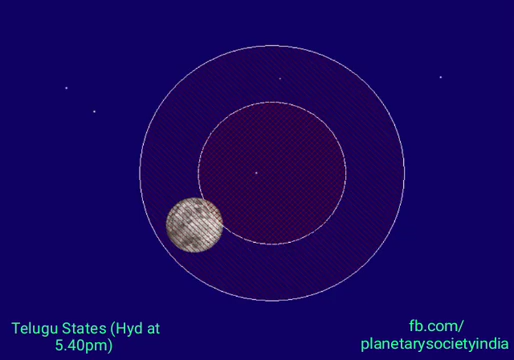 Telugu States (Hyd at
5.40pm)
fb.com/
planetarysocietyindia